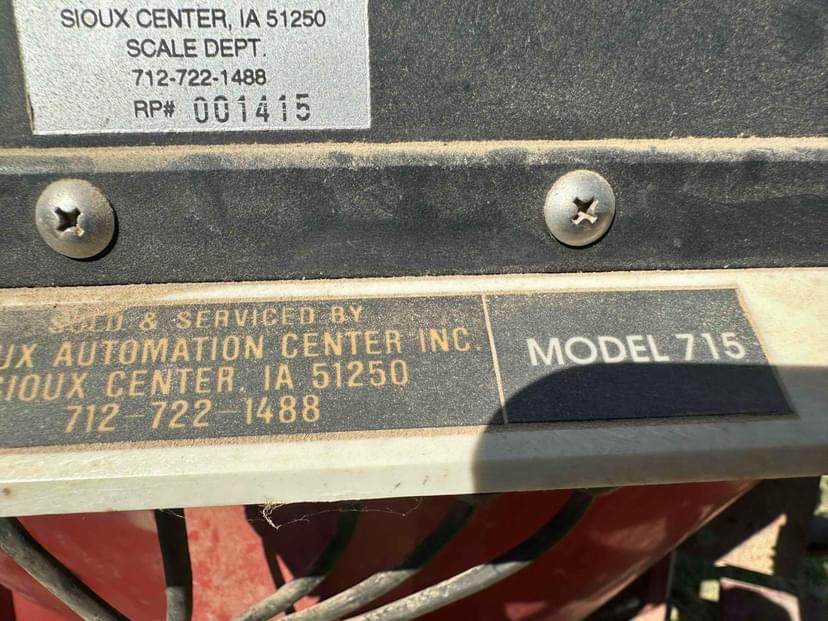 SIOUX CENTER, IA 51250
SCALE DEPT.
712-722-1488
RP# 001415
SOLD & SERVICED BY
UX AUTOMATION CENTER INC.
SIOUX CENTER, IA 51250
712-722-1488
MODEL 715